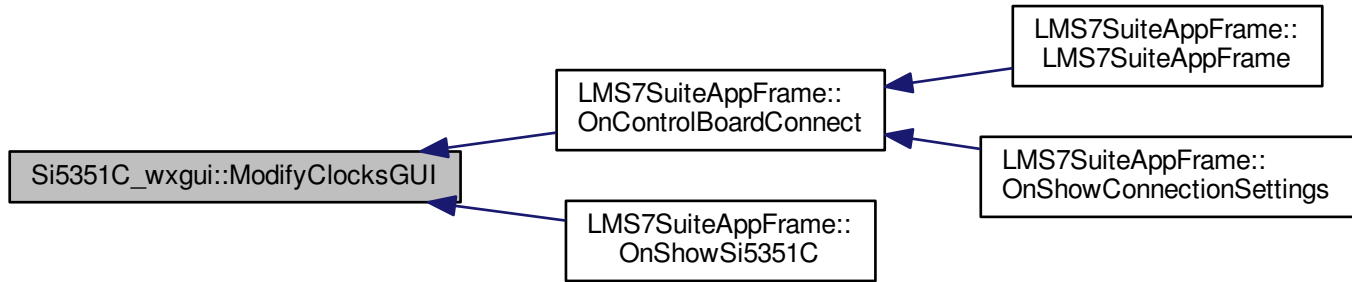 Si5351C_wxgui::ModifyClocksGUI
LMS7SuiteAppFrame::
OnControlBoardConnect
LMS7SuiteAppFrame::
OnShowSi5351C
LMS7SuiteAppFrame::
LMS7SuiteAppFrame
LMS7SuiteAppFrame::
OnShowConnectionSettings